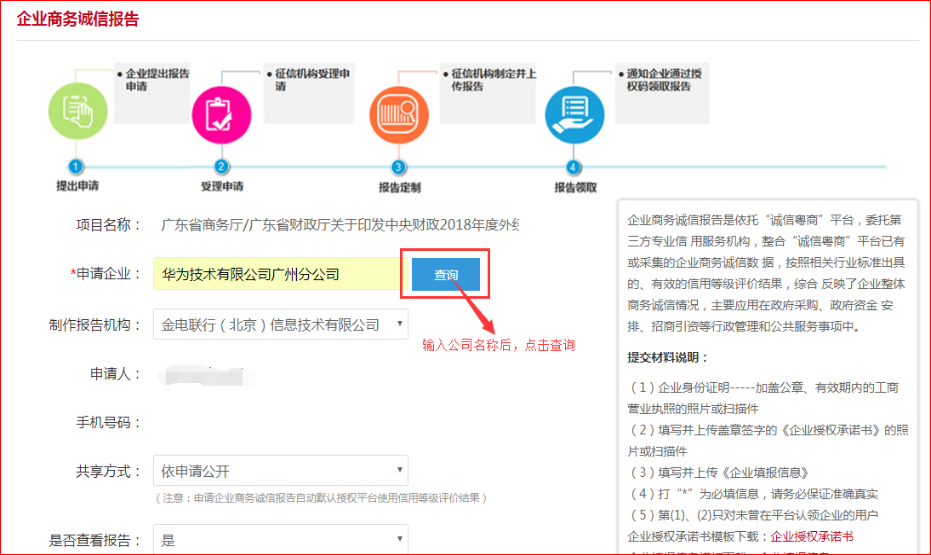 企业商务诚信报告
● 企业提出报告
申请
● 征信机构受理申
请
● 征信机构制定并上
传报告
● 通知企业通过授
权码领取报告
1
2
3
4
提出申请
受理申请
报告定制
报告领取
项目名称：
广东省商务厅/广东省财政厅关于印发中央财政2018年度外经
*申请企业：
华为技术有限公司广州分公司
查询
输入公司名称后，点击查询
制作报告机构：
金电联行（北京）信息技术有限公司
申请人：
手机号码：
共享方式：
依申请公开
（注意：申请企业商务诚信报告自动默认授权平台使用信用等级评价结果）
是否查看报告：
是
企业商务诚信报告是依托“诚信粤商”平台，委托第
三方专业信 用服务机构，整合“诚信粤商”平台已有
或采集的企业商务诚信数 据，按照相关行业标准出具
的、有效的信用等级评价结果，综合 反映了企业整体
商务诚信情况，主要应用在政府采购、政府资金 安
排、招商引资等行政管理和公共服务事项中。
提交材料说明：
（1）企业身份证明-----加盖公章、有效期内的工商
营业执照的照片或扫描件
（2）填写并上传盖章签字的《企业授权承诺书》的照
片或扫描件
（3）填写并上传《企业填报信息》
（4）打“*”为必填信息，请务必保证准确真实
（5）第(1)、(2)只对未曾在平台认领企业的用户
企业授权承诺书模板下载：企业授权承诺书